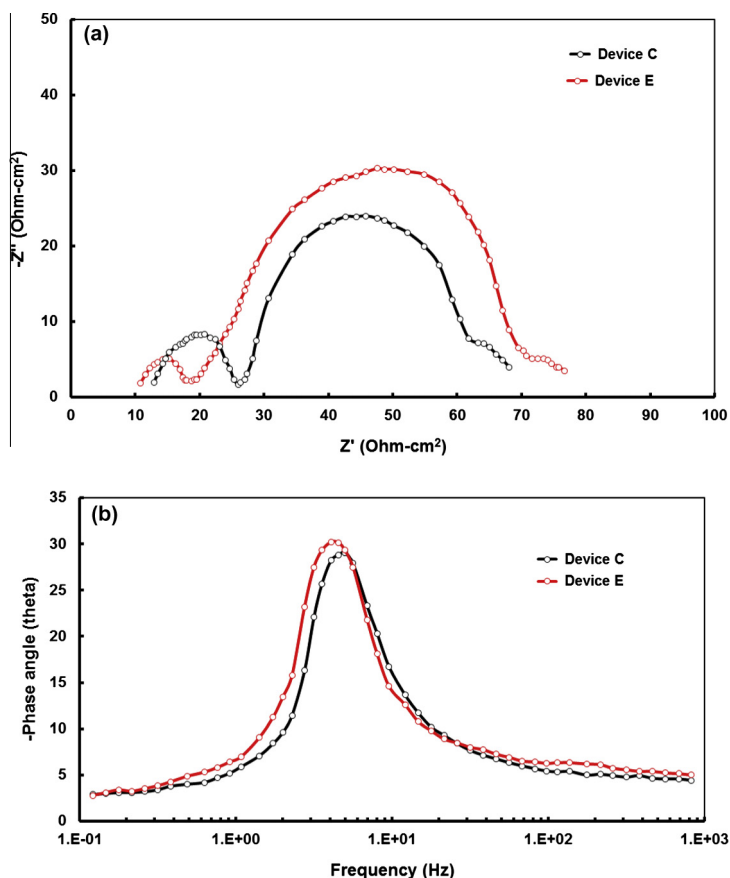 (a)
50
40
30
20
10
0
-Z'' (Ohm-cm²)
Device C
Device E
0 10 20 30 40 50 60 70 80 90 100
Z' (Ohm-cm²)
(b)
35
30
25
20
15
10
5
0
-Phase angle (theta)
Device C
Device E
1.E-01 1.E+00 1.E+01 1.E+02 1.E+03
Frequency (Hz)